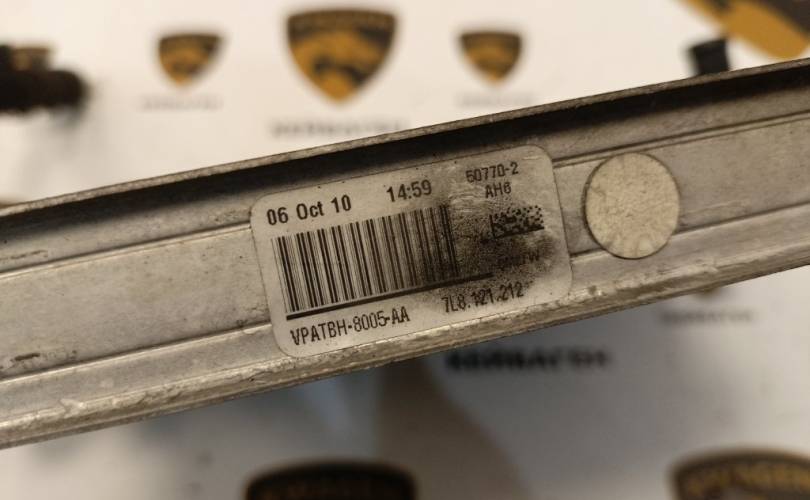 06 Oct 10 14:59
50770-2
AH6
VPATBH-8005-AA
7L8.121.212